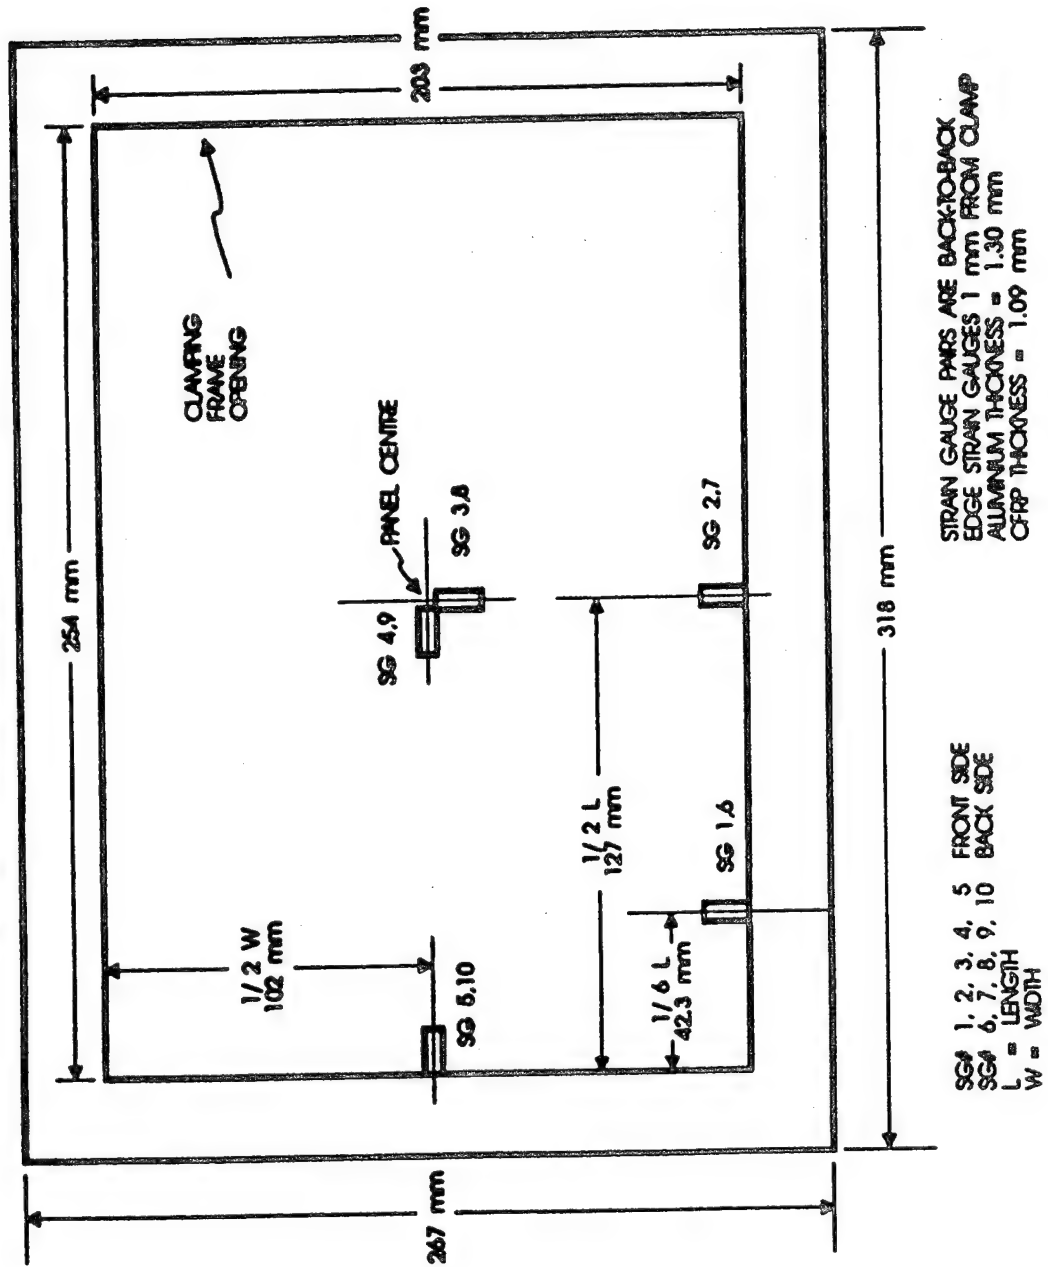 254 mm
203 mm
CLAMPING
FRAME
OPENING
PANEL CENTRE
SG 4,9
SG 3,8
1/2 W
102 mm
SG 5,10
1/2 L
127 mm
SG 2,7
1/6 L
42.3 mm
SG 1,6
267 mm
318 mm
SG# 1, 2, 3, 4, 5 FRONT SIDE
SG# 6, 7, 8, 9, 10 BACK SIDE
L = LENGTH
W = WIDTH
STRAIN GAUGE PAIRS ARE BACK-TO-BACK
EDGE STRAIN GAUGES 1 mm FROM CLAMP
ALUMINIUM THICKNESS = 1.30 mm
CFRP THICKNESS = 1.09 mm